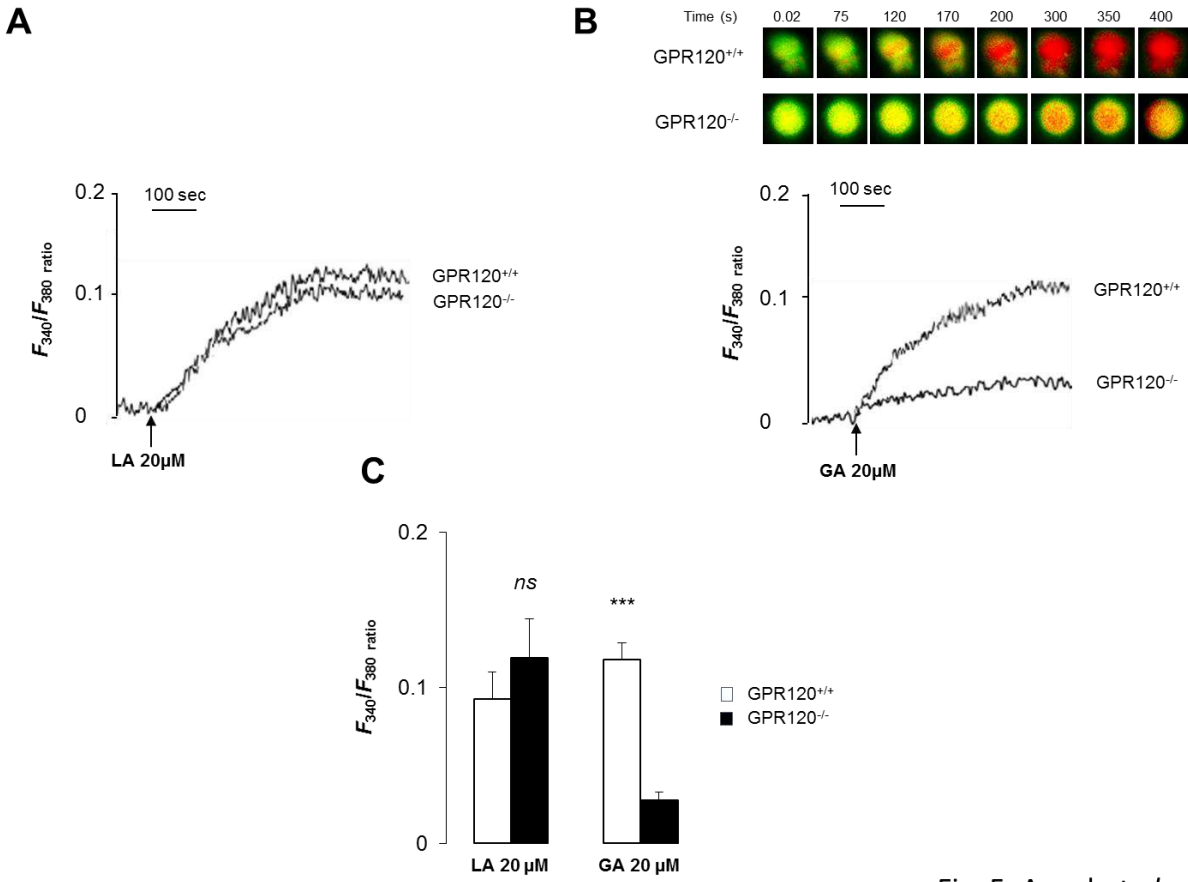 A
B
Time (s) 0.02 75 120 170 200 300 350 400
GPR120+/+
GPR120-/-
0.2
100 sec
F340/F380 ratio
0.1
0
GPR120+/+
GPR120-/-
LA 20µM
0.2
100 sec
F340/F380 ratio
0.1
0
GPR120+/+
GPR120-/-
GA 20µM
C
0.2
F340/F380 ratio
0.1
0
ns
***
GPR120+/+
GPR120-/-
LA 20 µM
GA 20 µM